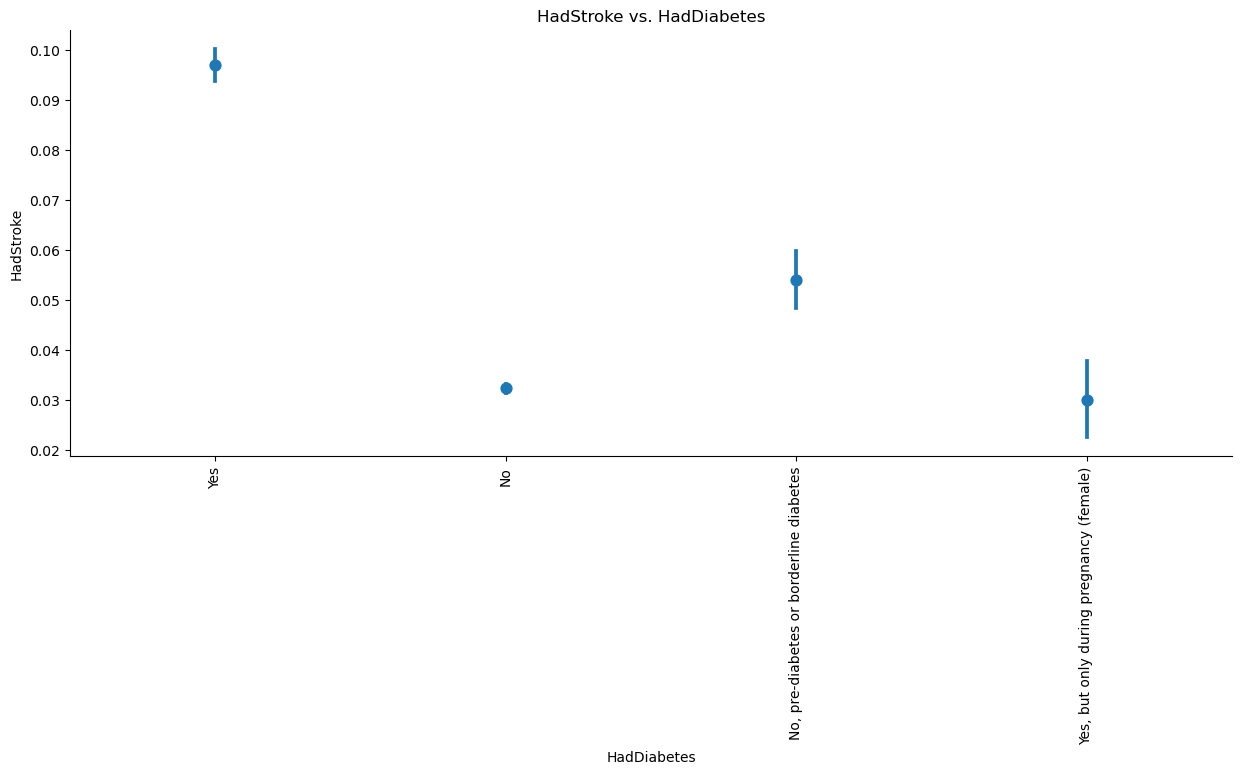 HadStroke vs. HadDiabetes
HadStroke
0.10
0.09
0.08
0.07
0.06
0.05
0.04
0.03
0.02
Yes
No
No, pre-diabetes or borderline diabetes
Yes, but only during pregnancy (female)
HadDiabetes